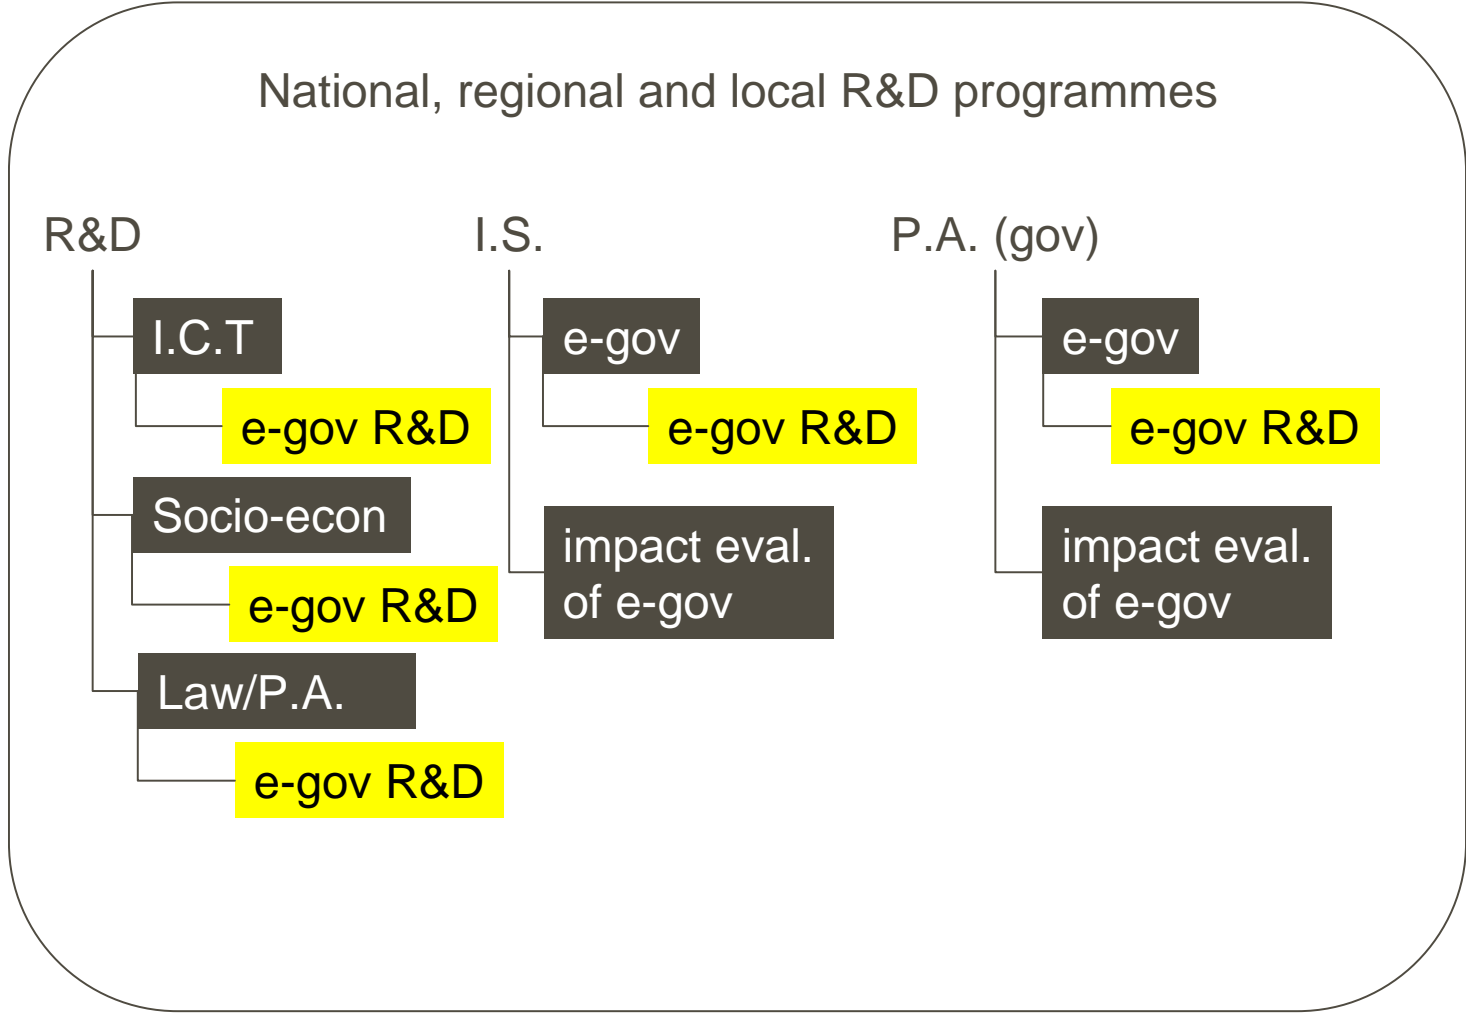 National, regional and local R&D programmes
R&D
I.C.T
e-gov R&D
Socio-econ
e-gov R&D
Law/P.A.
e-gov R&D
I.S.
e-gov
e-gov R&D
impact eval.
of e-gov
P.A. (gov)
e-gov
e-gov R&D
impact eval.
of e-gov